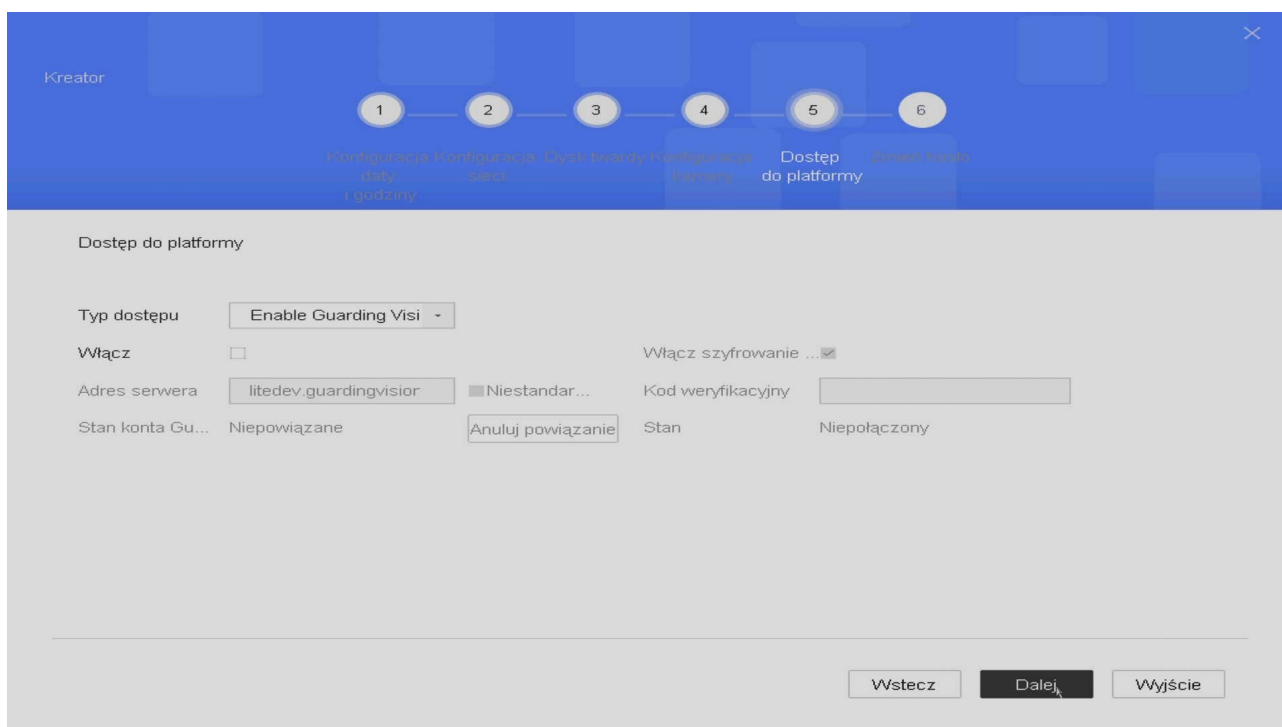 Kreator
1 2 3 4 5 6
Konfiguracja Konfiguracja Dysk twardy Konfiguracja Dostęp Zmień hasło
daty sieci kamery do platformy
i godziny
Dostęp do platformy
Typ dostępu Enable Guarding Visi
Włącz Włącz szyfrowanie ...
Adres serwera litedev.guardingvisior Niestandar... Kod weryfikacyjny
Stan konta Gu... Niepowiązane Anuluj powiązanie Stan Niepołączony
Wstecz Dalej Wyjście